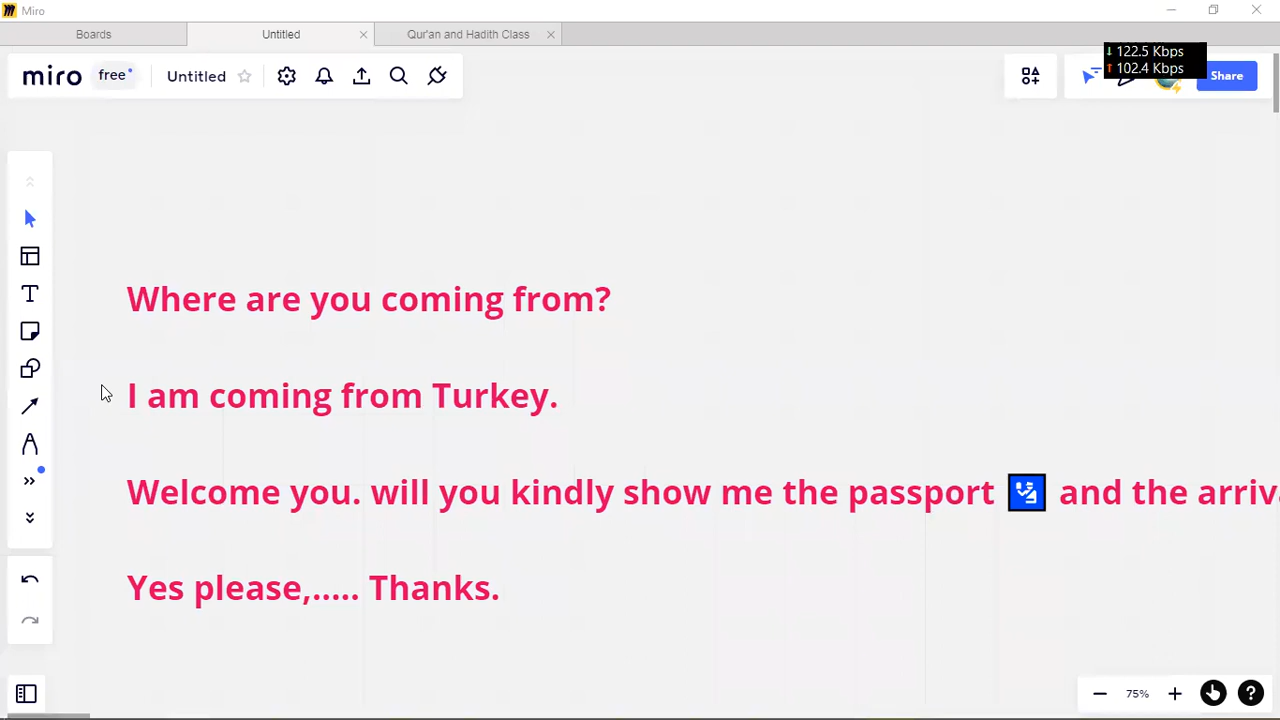 Miro
Boards
Untitled
Qur'an and Hadith Class
miro
free
Untitled
122.5 Kbps
102.4 Kbps
Share
Where are you coming from?
I am coming from Turkey.
Welcome you. will you kindly show me the passport 🛂 and the arriva
Yes please,..... Thanks.
75%